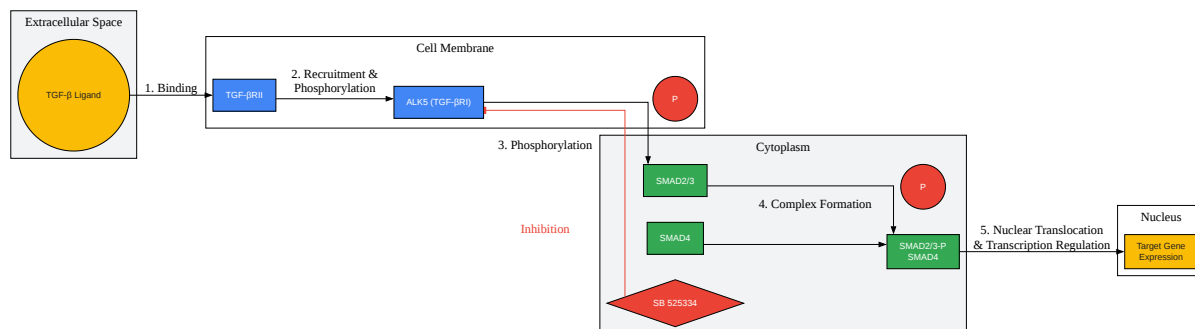 Extracellular Space
TGF-β Ligand
1. Binding
Cell Membrane
TGF-βRII
2. Recruitment &
Phosphorylation
ALK5 (TGF-βRI)
P
3. Phosphorylation
Cytoplasm
SMAD2/3
P
4. Complex Formation
Inhibition
SMAD4
SMAD2/3-P
SMAD4
5. Nuclear Translocation
& Transcription Regulation
Nucleus
Target Gene
Expression
SB 525334